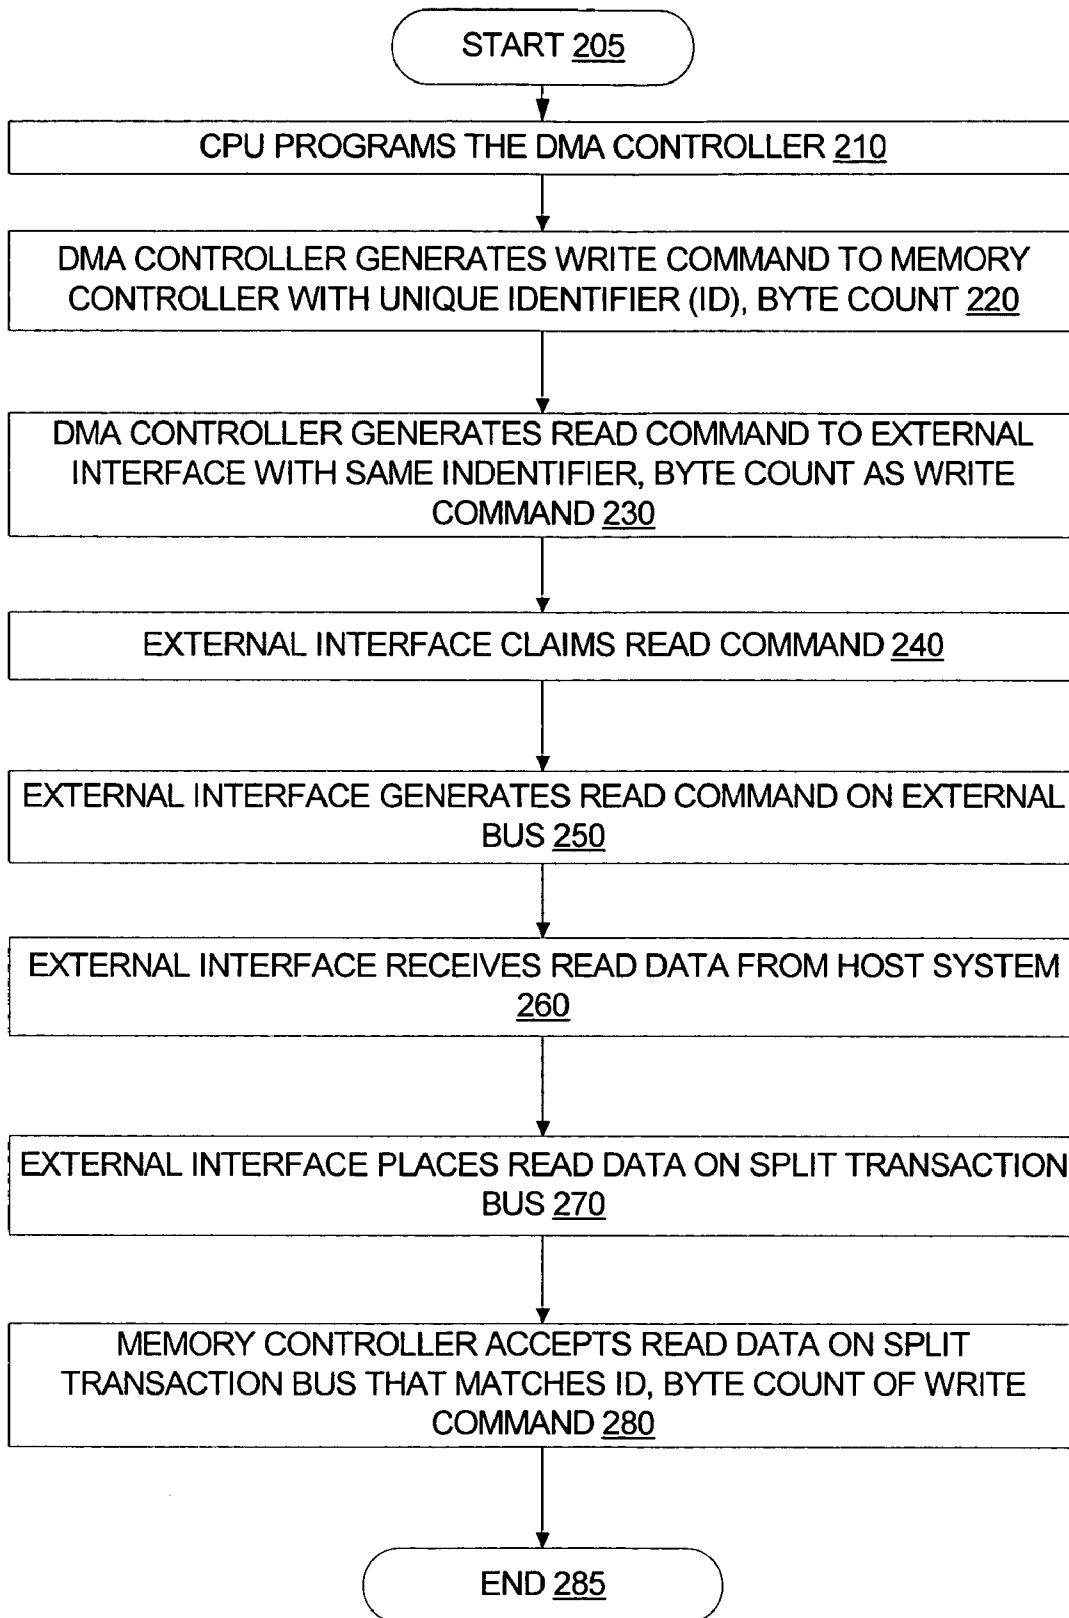 START 205
CPU PROGRAMS THE DMA CONTROLLER 210
DMA CONTROLLER GENERATES WRITE COMMAND TO MEMORY
CONTROLLER WITH UNIQUE IDENTIFIER (ID), BYTE COUNT 220
DMA CONTROLLER GENERATES READ COMMAND TO EXTERNAL
INTERFACE WITH SAME INDENTIFIER, BYTE COUNT AS WRITE
COMMAND 230
EXTERNAL INTERFACE CLAIMS READ COMMAND 240
EXTERNAL INTERFACE GENERATES READ COMMAND ON EXTERNAL
BUS 250
EXTERNAL INTERFACE RECEIVES READ DATA FROM HOST SYSTEM
260
EXTERNAL INTERFACE PLACES READ DATA ON SPLIT TRANSACTION
BUS 270
MEMORY CONTROLLER ACCEPTS READ DATA ON SPLIT
TRANSACTION BUS THAT MATCHES ID, BYTE COUNT OF WRITE
COMMAND 280
END 285